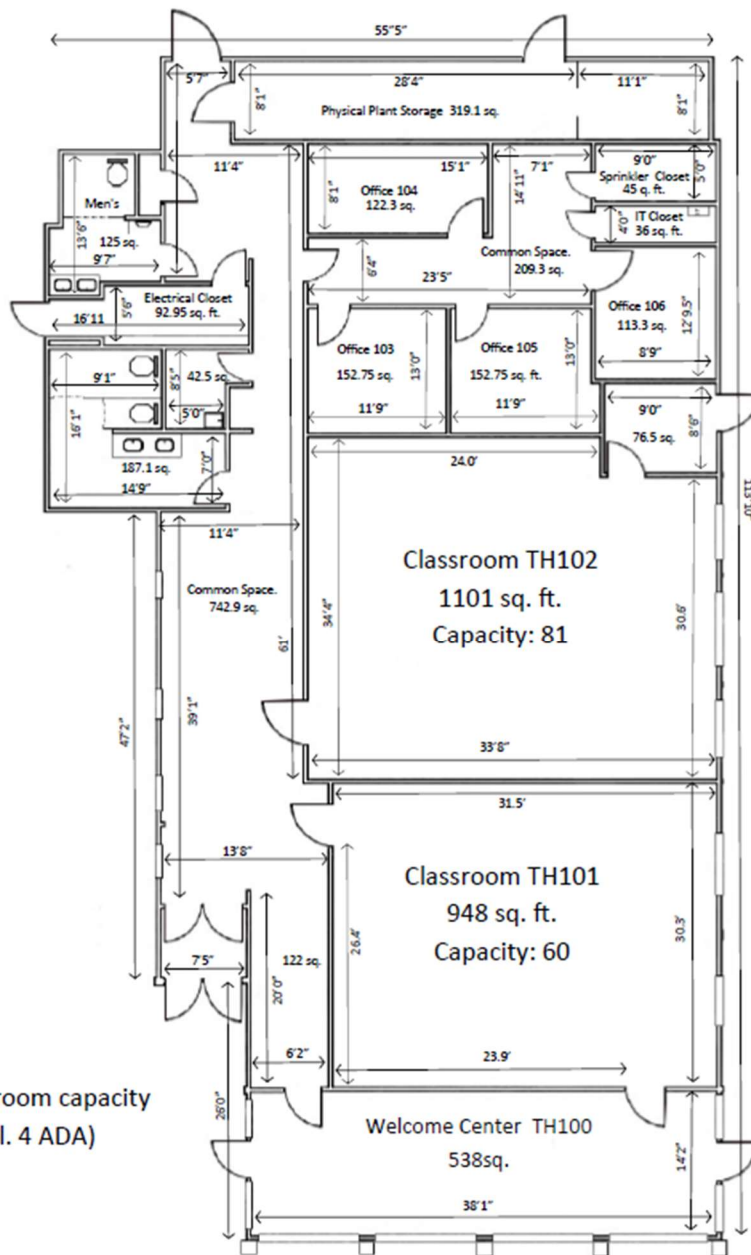 55'5"
5'7"
28'4"
11'1"
8'1"
Physical Plant Storage 319.1 sq.
8'1"
11'4"
15'1"
7'1"
9'0"
5'0"
Sprinkler Closet
45 q. ft.
8'1"
Office 104
122.3 sq.
14'11"
Men's
IT Closet
36 sq. ft.
4'0"
13'6"
125 sq.
9'7"
6'4"
Common Space.
209.3 sq.
23'5"
Electrical Closet
92.95 sq. ft.
5'6"
16'11
Office 106
113.3 sq.
12'9.5"
8'9"
Office 103
152.75 sq.
13'0"
11'9"
Office 105
152.75 sq. ft.
13'0"
11'9"
9'1"
8'5"
42.5 sq.
5'0"
16'1"
9'0"
76.5 sq.
8'6"
187.1 sq.
7'0"
14'9"
24.0'
113'10"
11'4"
Classroom TH102
1101 sq. ft.
Capacity: 81
Common Space.
742.9 sq.
34'4"
30.6'
61'
39'1"
47'2"
33'8"
31.5'
13'8"
Classroom TH101
948 sq. ft.
Capacity: 60
26.4'
30.3'
7'5"
122 sq.
20'0"
6'2"
23.9'
26'0"
room capacity
l. 4 ADA)
Welcome Center TH100
538sq.
14'2"
38'1"